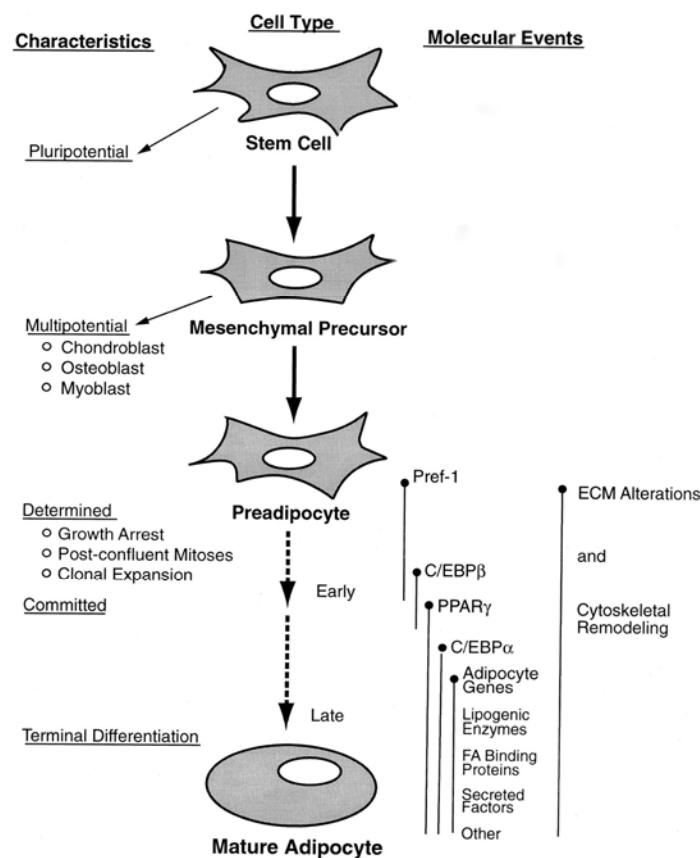 Characteristics
Cell Type
Molecular Events
Stem Cell
Pluripotential
Mesenchymal Precursor
Multipotential
Chondroblast
Osteoblast
Myoblast
Preadipocyte
Determined
Growth Arrest
Post-confluent Mitoses
Clonal Expansion
Committed
Early
Late
Terminal Differentiation
Mature Adipocyte
Pref-1
C/EBPβ
PPARγ
C/EBPα
Adipocyte
Genes
Lipogenic
Enzymes
FA Binding
Proteins
Secreted
Factors
Other
ECM Alterations
and
Cytoskeletal
Remodeling